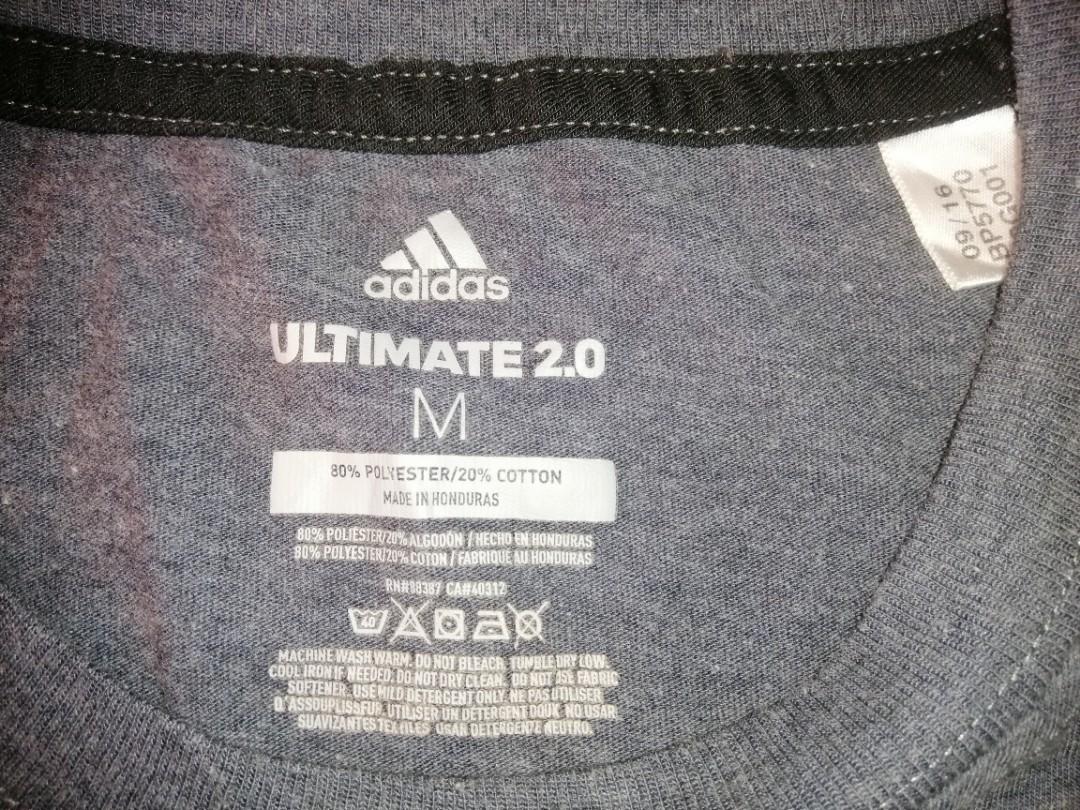 adidas
ULTIMATE 2.0
M
80% POLYESTER/20% COTTON
MADE IN HONDURAS
80% POLIESTER/20% ALGODÓN / HECHO EN HONDURAS
80% POLYESTER/20% COTON / FABRIQUE AU HONDURAS
RN#88387 CA#40312
40
MACHINE WASH WARM. DO NOT BLEACH. TUMBLE DRY LOW.
COOL IRON IF NEEDED. DO NOT DRY CLEAN. DO NOT USE FABRIC
SOFTENER. USE MILD DETERGENT ONLY. NE PAS UTILISER
D'ASSOUPLISSEUR. UTILISER UN DÉTERGENT DOUX. NO USAR
SUAVIZANTES TEXTILES. USAR DETERGENTE NEUTRO.
09/16
BP5770
G001